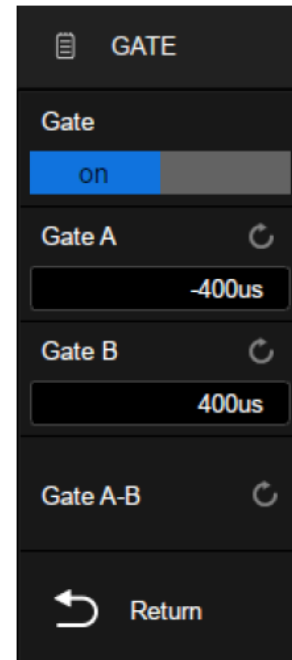 GATE
Gate
on
Gate A
-400us
Gate B
400us
Gate A-B
Return